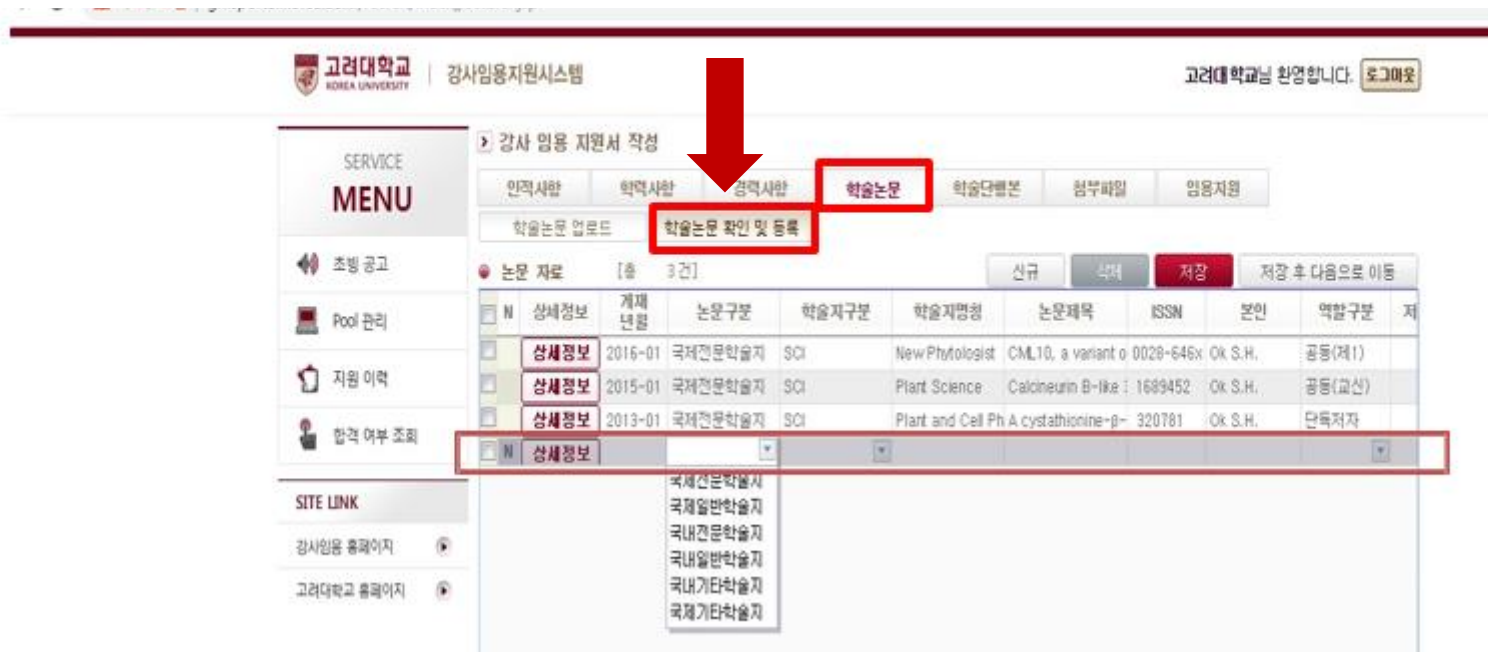 고려대학교
KOREA UNIVERSITY
강사임용지원시스템
고려대학교님 환영합니다. 로그아웃
SERVICE
MENU
초빙 공고
Pool 관리
지원 이력
합격 여부 조회
SITE LINK
강사임용 홈페이지
고려대학교 홈페이지
강사 임용 지원서 작성
인적사항 학력사항 경력사항 학술논문 학술단행본 첨부파일 임용지원
학술논문 업로드 학술논문 확인 및 등록
논문 자료 [총 3건] 신규 삭제 저장 저장 후 다음으로 이동
N 상세정보 게재년월 논문구분 학술지구분 학술지명칭 논문제목 ISSN 본인 역할구분 저
상세정보 2016-01 국제전문학술지 SCI New Phytologist CML10, a variant o 0028-646x Ok S.H. 공동(제1)
상세정보 2015-01 국제전문학술지 SCI Plant Science Calcineurin B-like 1689452 Ok S.H. 공동(교신)
상세정보 2013-01 국제전문학술지 SCI Plant and Cell Ph A cystathionine-β- 320781 Ok S.H. 단독저자
N 상세정보
국제전문학술지
국제일반학술지
국내전문학술지
국내일반학술지
국내기타학술지
국제기타학술지